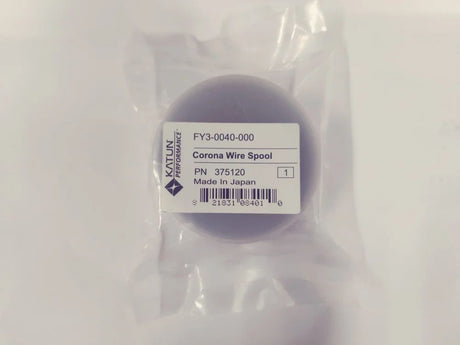 KATUN
PERFORMANCE
FY3-0040-000
Corona Wire Spool
PN 375120
1
Made In Japan
9 21831 08401 0